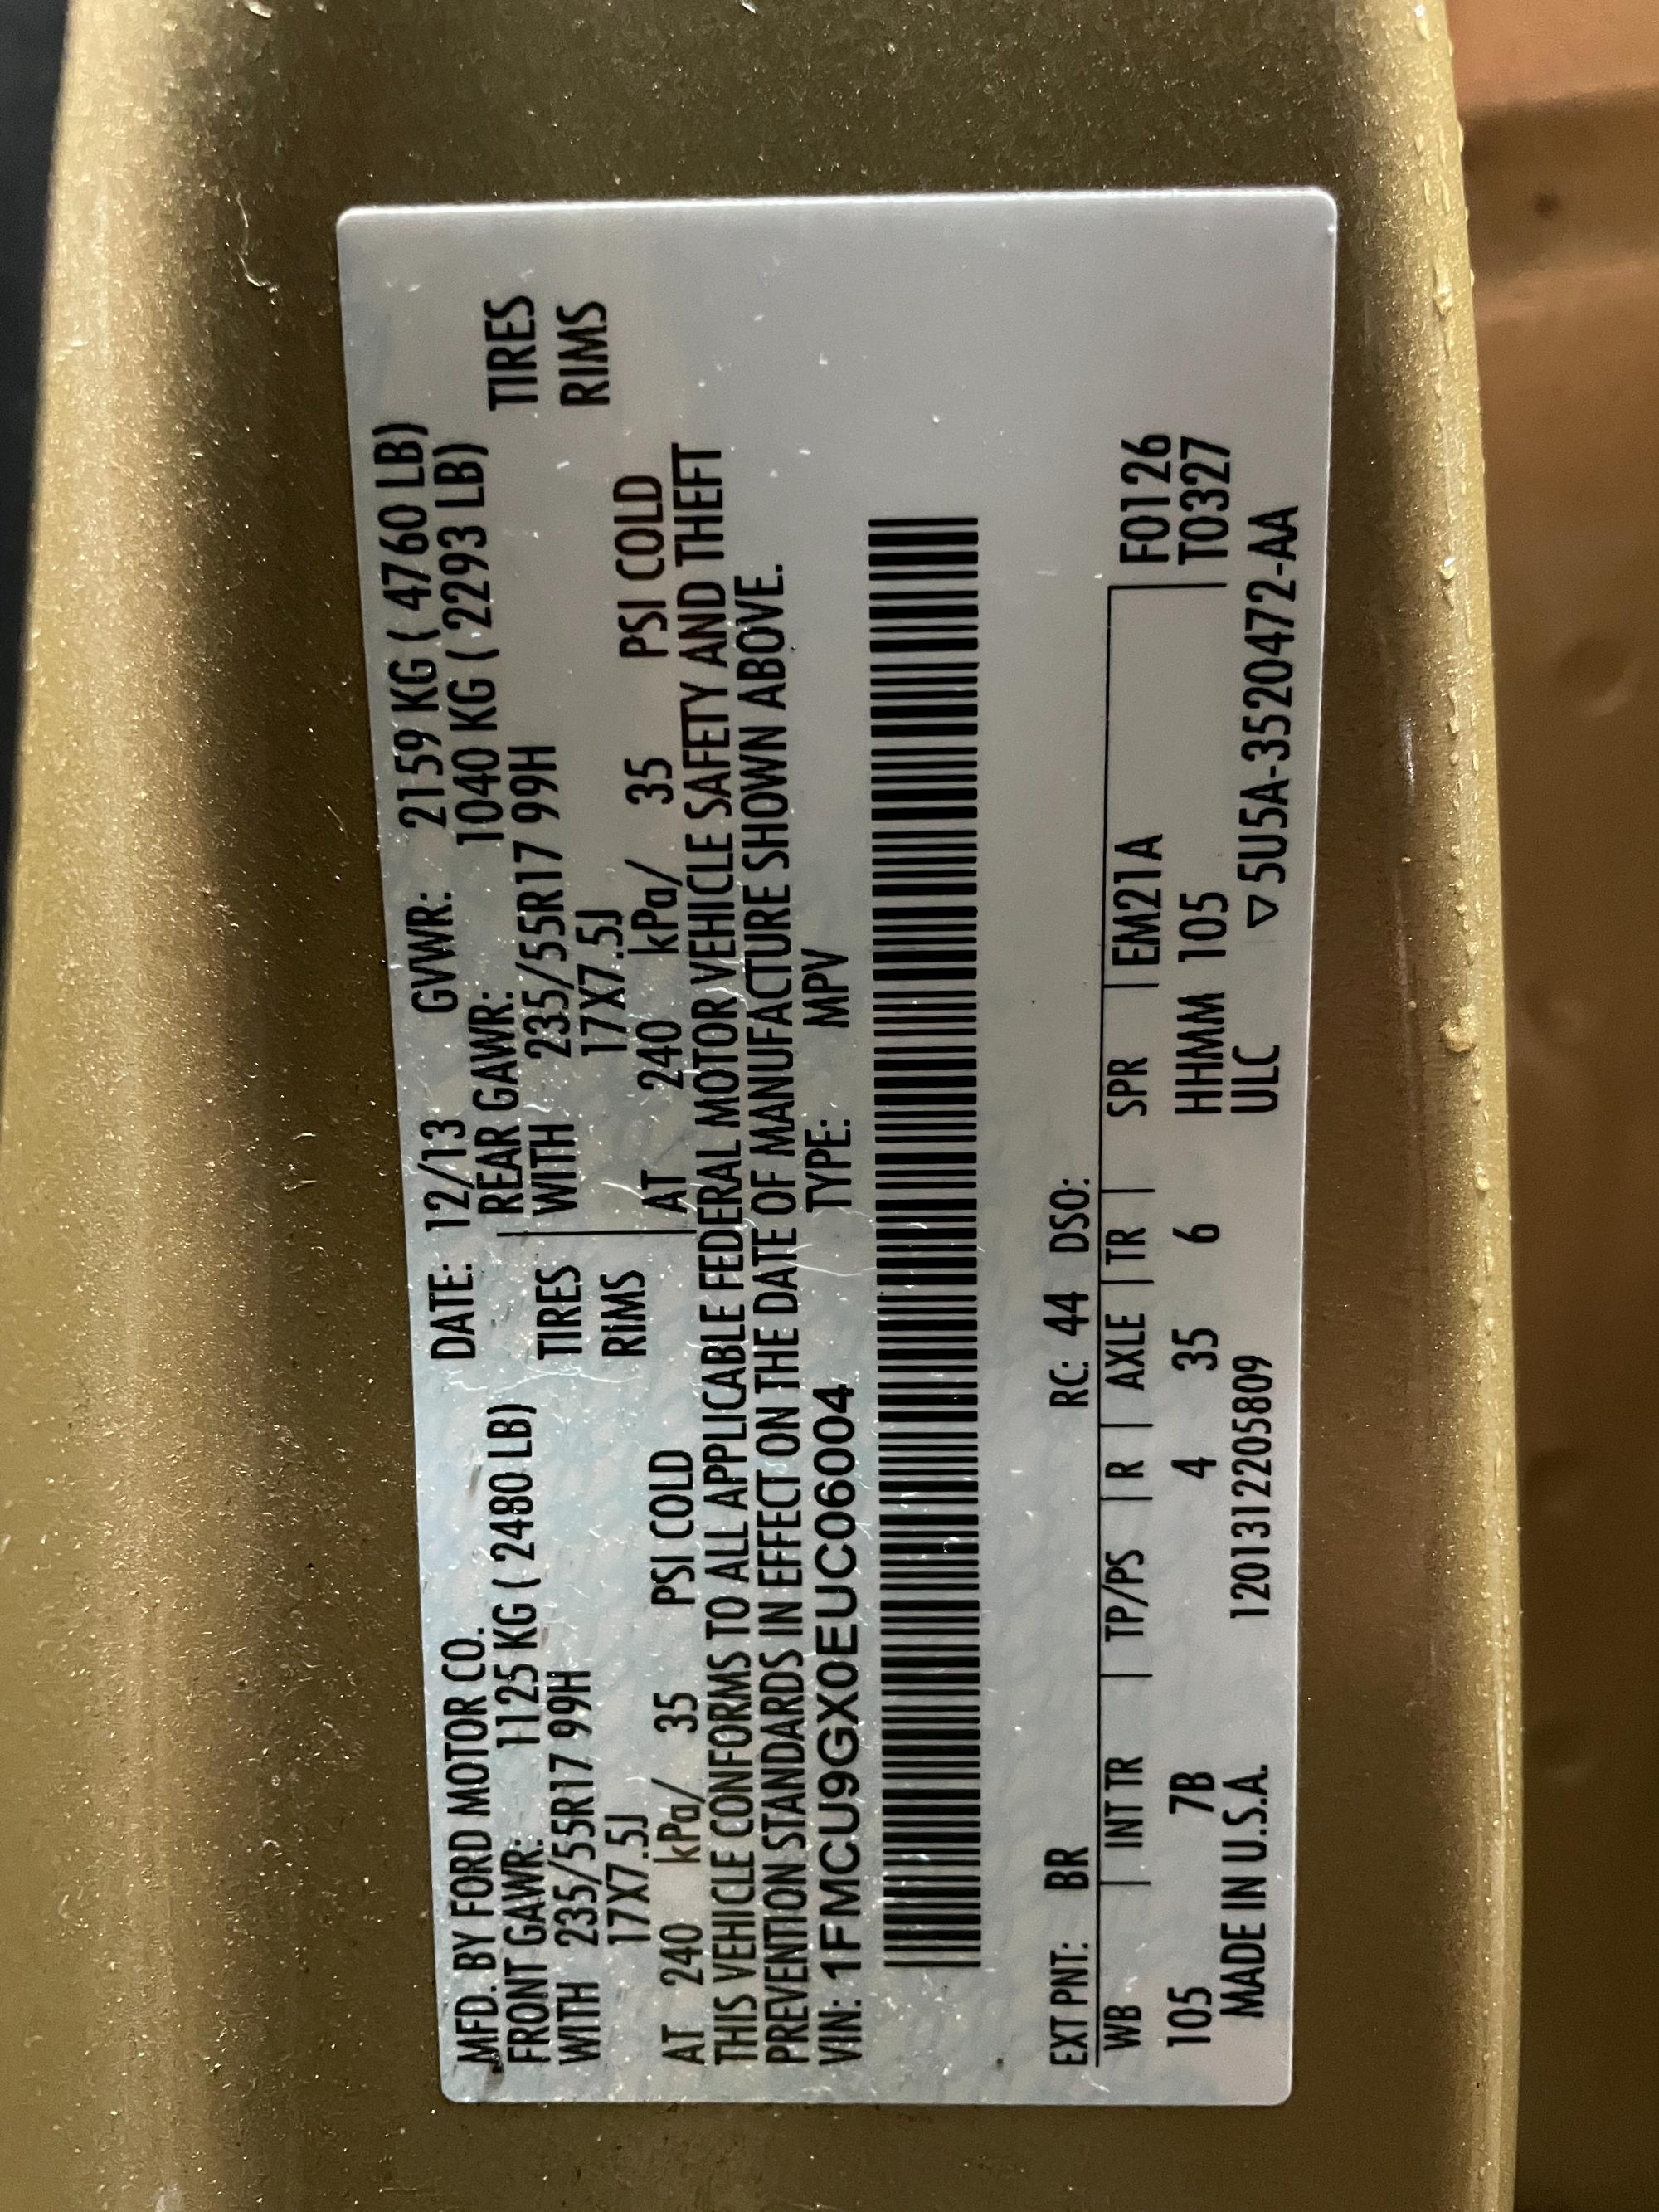 MFD. BY FORD MOTOR CO. DATE: 12/13 GVWR: 2159 KG ( 4760 LB)
FRONT GAWR: 1125 KG ( 2480 LB) REAR GAWR: 1040 KG ( 2293 LB)
WITH 235/55R17 99H TIRES WITH 235/55R17 99H TIRES
17X7.5J RIMS 17X7.5J RIMS
AT 240 kPa/ 35 PSI COLD AT 240 kPa/ 35 PSI COLD
THIS VEHICLE CONFORMS TO ALL APPLICABLE FEDERAL MOTOR VEHICLE SAFETY AND THEFT
PREVENTION STANDARDS IN EFFECT ON THE DATE OF MANUFACTURE SHOWN ABOVE.
VIN: 1FMCU9GX0EUC06004 TYPE: MPV
EXT PNT: BR RC: 44 DSO:
WB | INT TR | TP/PS | R | AXLE | TR | SPR | EM21A | F0126
105 7B 4 35 6 HHMM 105 T0327
MADE IN U.S.A. 120131220580​9 ULC ▽5U5A-3520472-AA